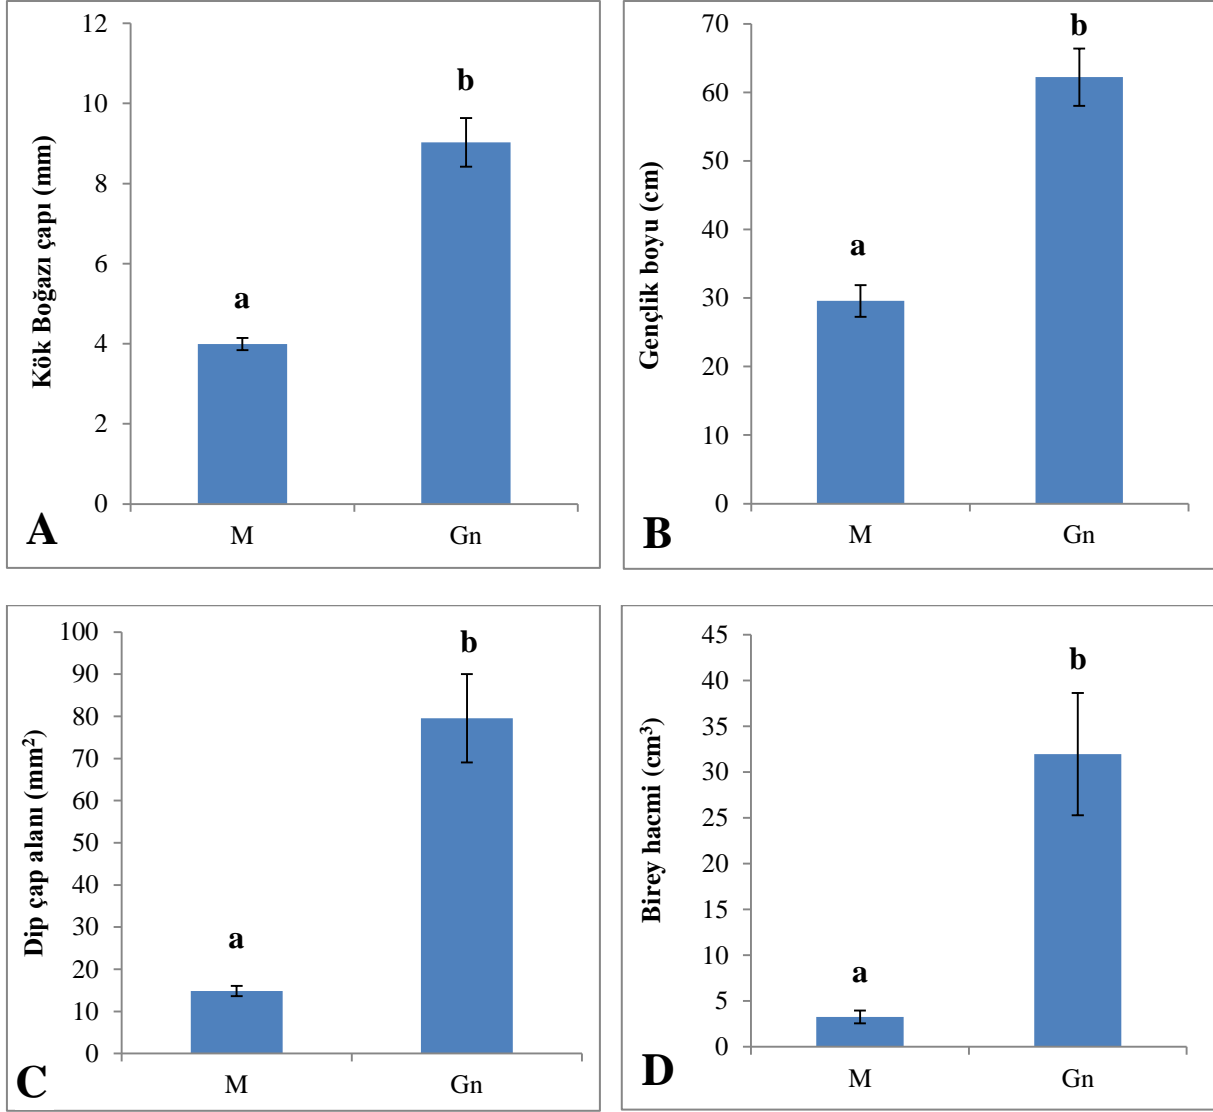 Kök Boğazı çapı (mm)
12
10
8
6
4
2
0
a
b
M
Gn
A
Gençlik boyu (cm)
70
60
50
40
30
20
10
0
a
b
M
Gn
B
Dip çap alanı (mm²)
100
90
80
70
60
50
40
30
20
10
0
a
b
M
Gn
C
Birey hacmi (cm³)
45
40
35
30
25
20
15
10
5
0
a
b
M
Gn
D